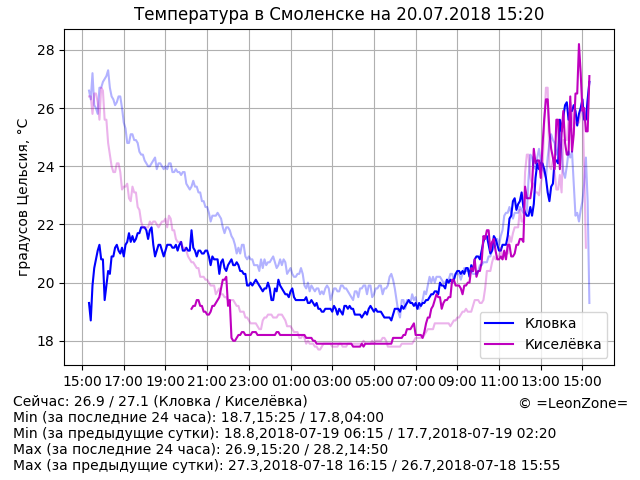 Температура в Смоленске на 20.07.2018 15:20
градусов Цельсия, °C
28
26
24
22
20
18
15:00 17:00 19:00 21:00 23:00 01:00 03:00 05:00 07:00 09:00 11:00 13:00 15:00
Кловка
Киселёвка
Сейчас: 26.9 / 27.1 (Кловка / Киселёвка)
© =LeonZone=
Min (за последние 24 часа): 18.7,15:25 / 17.8,04:00
Min (за предыдущие сутки): 18.8,2018-07-19 06:15 / 17.7,2018-07-19 02:20
Max (за последние 24 часа): 26.9,15:20 / 28.2,14:50
Max (за предыдущие сутки): 27.3,2018-07-18 16:15 / 26.7,2018-07-18 15:55